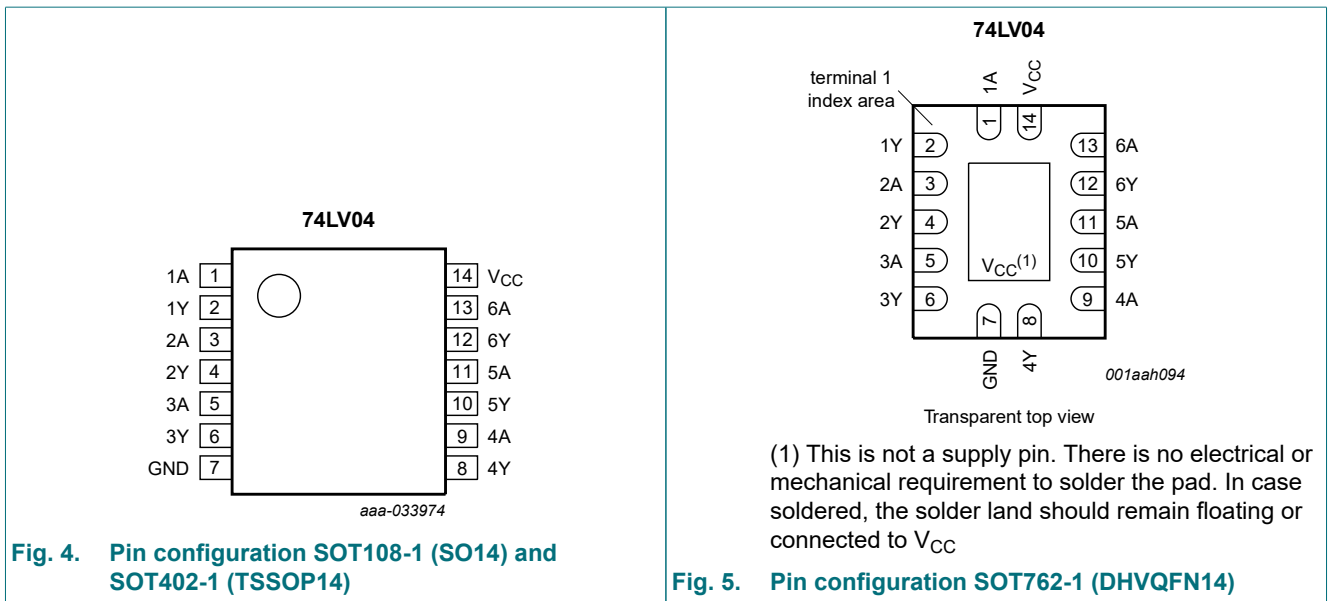 74LV04
1A 1
1Y 2
2A 3
2Y 4
3A 5
3Y 6
GND 7
14 VCC
13 6A
12 6Y
11 5A
10 5Y
9 4A
8 4Y
aaa-033974
Fig. 4. Pin configuration SOT108-1 (SO14) and
SOT402-1 (TSSOP14)
74LV04
terminal 1
index area
1A
VCC
1
14
1Y 2
2A 3
2Y 4
3A 5
3Y 6
13 6A
12 6Y
11 5A
10 5Y
9 4A
VCC(1)
7
8
GND
4Y
001aah094
Transparent top view
(1) This is not a supply pin. There is no electrical or
mechanical requirement to solder the pad. In case
soldered, the solder land should remain floating or
connected to VCC
Fig. 5. Pin configuration SOT762-1 (DHVQFN14)